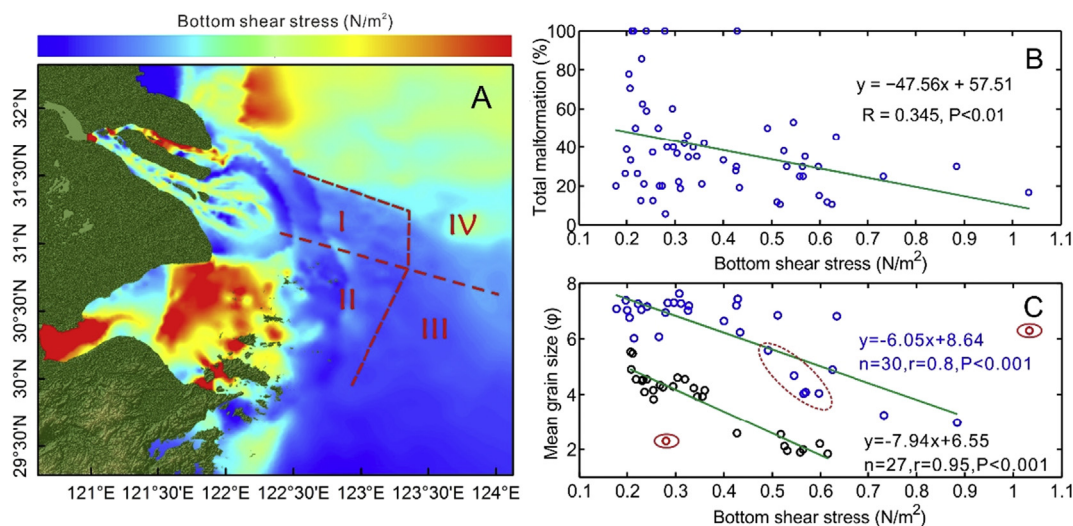 Bottom shear stress (N/m²)
A
32°N
31°30'N
31°N
30°30'N
30°N
29°30'N
I
II
III
IV
121°E
121°30'E
122°E
122°30'E
123°E
123°30'E
124°E
B
Total malformation (%)
100
80
60
40
20
0
y = −47.56x + 57.51
R = 0.345, P<0.01
0.1 0.2 0.3 0.4 0.5 0.6 0.7 0.8 0.9 1 1.1
Bottom shear stress (N/m²)
C
Mean grain size (φ)
8
6
4
2
y=-6.05x+8.64
n=30,r=0.8,P<0.001
y=-7.94x+6.55
n=27,r=0.95,P<0.001
0.1 0.2 0.3 0.4 0.5 0.6 0.7 0.8 0.9 1 1.1
Bottom shear stress (N/m²)